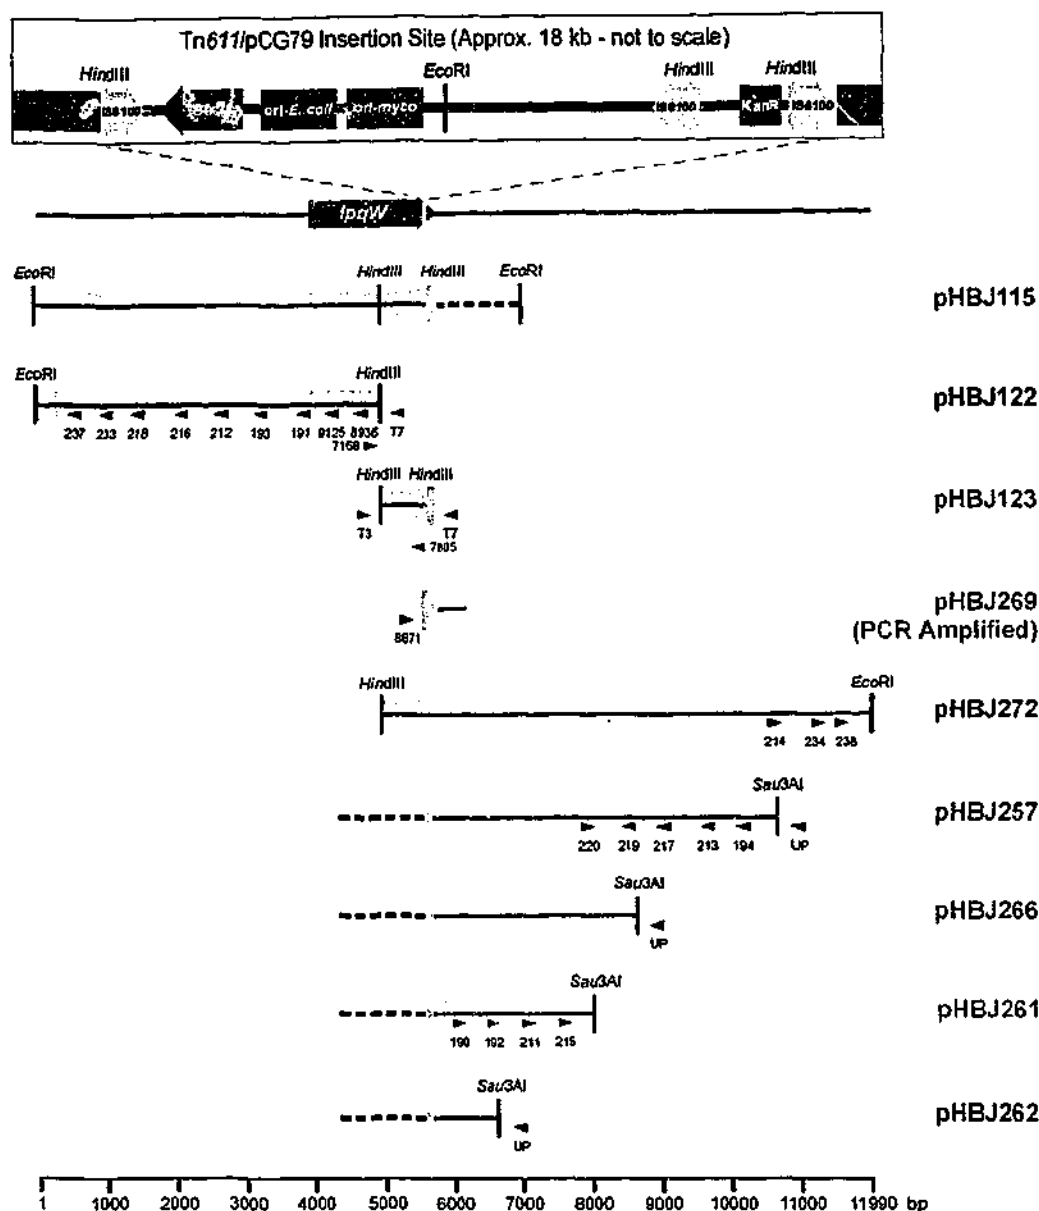 Tn611/pCG79 Insertion Site (Approx. 18 kb - not to scale)
HindIII EcoRI HindIII HindIII
IS6100 ori-E. coli ori-myco IS6100 KanR IS6100
lpqW
EcoRI HindIII HindIII EcoRI
pHBJ115
EcoRI HindIII
pHBJ122
237 233 218 216 212 193 191 9125 8936 T7
7168
HindIII HindIII
pHBJ123
T3 T7
7805
pHBJ269
(PCR Amplified)
8671
HindIII EcoRI
pHBJ272
214 234 238
Sau3AI
pHBJ257
220 219 217 213 194 UP
Sau3AI
pHBJ266
UP
Sau3AI
pHBJ261
190 192 211 215
Sau3AI
pHBJ262
UP
1 1000 2000 3000 4000 5000 6000 7000 8000 9000 10000 11000 11990 bp